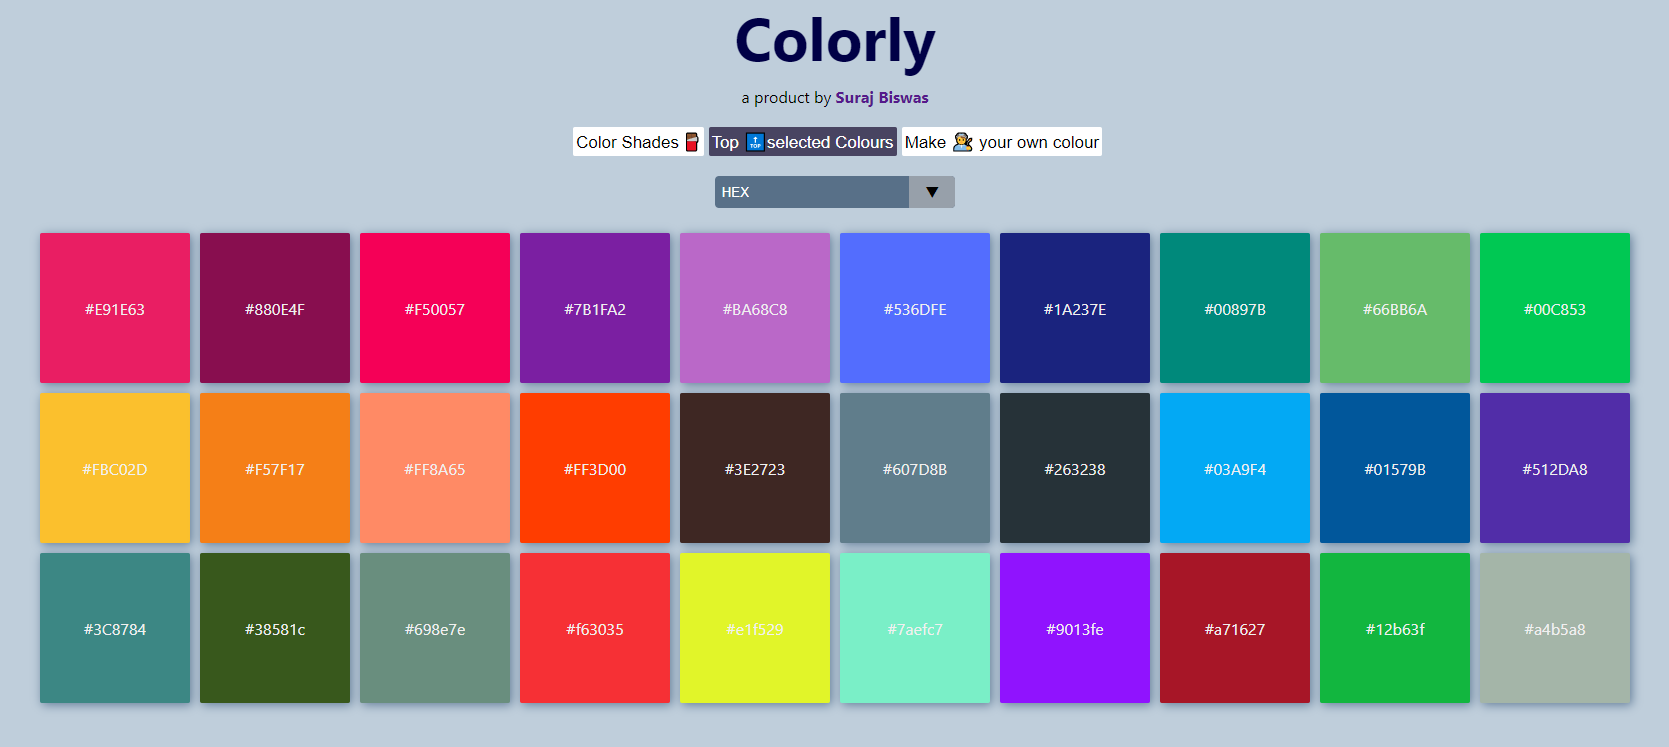 Colorly
a product by Suraj Biswas
Color Shades
Top TOP selected Colours
Make your own colour
HEX
#E91E63 #880E4F #F50057 #7B1FA2 #BA68C8 #536DFE #1A237E #00897B #66BB6A #00C853
#FBC02D #F57F17 #FF8A65 #FF3D00 #3E2723 #607D8B #263238 #03A9F4 #01579B #512DA8
#3C8784 #38581c #698e7e #f63035 #e1f529 #7aefc7 #9013fe #a71627 #12b63f #a4b5a8